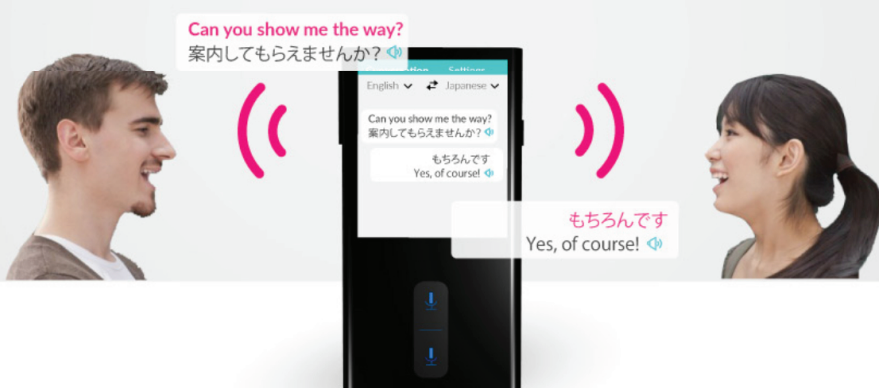 Can you show me the way?
案内してもらえませんか?
Settings
English Japanese
Can you show me the way?
案内してもらえませんか?
もちろんです
Yes, of course!
もちろんです
Yes, of course!